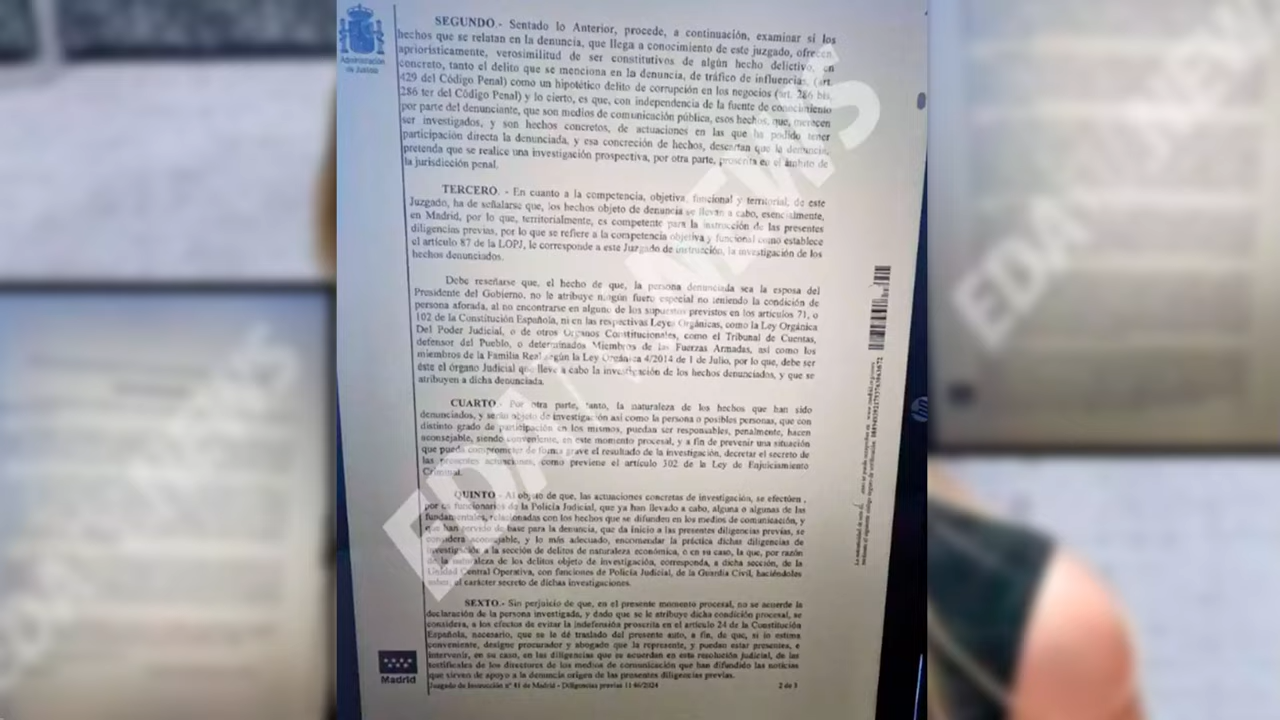 Administración
de Justicia
SEGUNDO.- Sentado lo Anterior, procede, a continuación, examinar si los
hechos que se relatan en la denuncia, que llega a conocimiento de este juzgado, ofrecen
apriorísticamente, verosimilitud de ser constitutivos de algún hecho delictivo, en
concreto, tanto el delito que se menciona en la denuncia, de tráfico de influencias, (art.
429 del Código Penal) como un hipotético delito de corrupción en los negocios (art. 286 bis,
286 ter del Código Penal) y lo cierto, es que, con independencia de la fuente de conocimiento
por parte del denunciante, que son medios de comunicación pública, esos hechos, que, merecen
ser investigados, y son hechos concretos, de actuaciones en las que ha podido tener
participación directa la denunciada, y esa concreción de hechos, descartan que la denuncia,
pretenda que se realice una investigación prospectiva, por otra parte, proscrita en el ámbito de
la jurisdicción penal.
TERCERO. - En cuanto a la competencia, objetiva, funcional y territorial, de este
Juzgado, ha de señalarse que, los hechos objeto de denuncia se llevan a cabo, esencialmente,
en Madrid, por lo que, territorialmente, es competente para la instrucción de las presentes
diligencias previas, por lo que se refiere a la competencia objetiva y funcional como establece
el artículo 87 de la LOPJ, le corresponde a este Juzgado de instrucción, la investigación de los
hechos denunciados.
Debe reseñarse que, el hecho de que, la persona denunciada sea la esposa del
Presidente del Gobierno, no le atribuye ningún fuero especial no teniendo la condición de
persona aforada, al no encontrarse en alguno de los supuestos previstos en los artículos 71, o
102 de la Constitución Española, ni en las respectivas Leyes Orgánicas, como la Ley Orgánica
Del Poder Judicial, o de otros Órganos Constitucionales, como el Tribunal de Cuentas,
defensor del Pueblo, o determinados Miembros de las Fuerzas Armadas, así como los
miembros de la Familia Real según la Ley Orgánica 4/2014 de 1 de Julio, por lo que, debe ser
éste el órgano Judicial que lleve a cabo la investigación de los hechos denunciados, y que se
atribuyen a dicha denunciada.
CUARTO.- Por otra parte, tanto, la naturaleza de los hechos que han sido
denunciados, y serán objeto de investigación así como la persona o posibles personas, que con
distinto grado de participación en los mismos, puedan ser responsables, penalmente, hacen
aconsejable, siendo conveniente, en este momento procesal, y a fin de prevenir una situación
que pueda comprometer de forma grave el resultado de la investigación, decretar el secreto de
las presentes actuaciones, como previene el artículo 302 de la Ley de Enjuiciamiento
Criminal.
QUINTO - Al objeto de que, las actuaciones concretas de investigación, se efectúen ,
por os funcionarios de la Policía Judicial, que ya han llevado a cabo, alguna o algunas de las
fundamentales, relacionadas con los hechos que se difunden en los medios de comunicación, y
que han servido de base para la denuncia, que da inicio a las presentes diligencias previas, se
considera aconsejable, y lo más adecuado, encomendar la práctica dichas diligencias de
investigación a la sección de delitos de naturaleza económica, o en su caso, la que, por razón
de la naturaleza de los delitos objeto de investigación, corresponda, a dicha sección, de la
Unidad Central Operativa, con funciones de Policía Judicial, de la Guardia Civil, haciéndoles
saber, el carácter secreto de dichas investigaciones.
SEXTO.- Sin perjuicio de que, en el presente momento procesal, no se acuerde la
declaración de la persona investigada, y dado que se le atribuye dicha condición procesal, se
considera, a los efectos de evitar la indefensión proscrita en el artículo 24 de la Constitución
Española, necesario, que se le dé traslado del presente auto, a fin, de que, si lo estima
conveniente, designe procurador y abogado que la represente, y puedan estar presentes, e
intervenir, en su caso, en las diligencias que se acuerdan en esta resolución judicial, de las
testificales de los directores de los medios de comunicación que han difundido las noticias
que sirven de apoyo a la denuncia origen de las presentes diligencias previas.
Juzgado de Instrucción nº 41 de Madrid - Diligencias previas 1146/2024
2 de 3
Madrid
EDATV NEWS